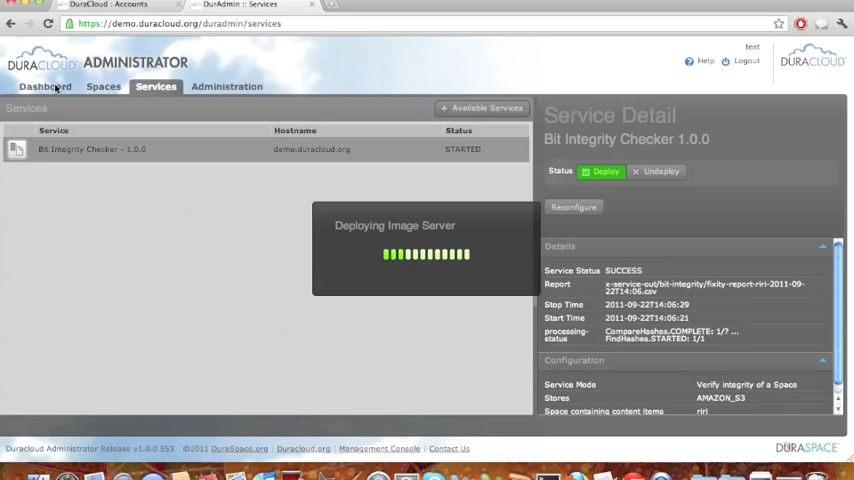 DuraCloud : Accounts
DurAdmin :: Services
https://demo.duracloud.org/duradmin/services
DURACLOUD ADMINISTRATOR
test
Help
Logout
DURACLOUD
Dashboard
Spaces
Services
Administration
Services
+ Available Services
Service
Hostname
Status
Bit Integrity Checker - 1.0.0
demo.duracloud.org
STARTED
Service Detail
Bit Integrity Checker 1.0.0
Status
Deploy
Undeploy
Reconfigure
Deploying Image Server
Details
Service Status SUCCESS
Report x-service-out/bit-integrity/fixity-report-riri-2011-09-
22T14:06.csv
Stop Time 2011-09-22T14:06:29
Start Time 2011-09-22T14:06:21
processing- CompareHashes.COMPLETE: 1/? ...
status FindHashes.STARTED: 1/1
Configuration
Service Mode Verify integrity of a Space
Stores AMAZON_S3
Space containing content items riri
Duracloud Administrator Release v1.0.0 553 ©2011 DuraSpace.org | Duracloud.org | Management Console | Contact Us
DURASPACE